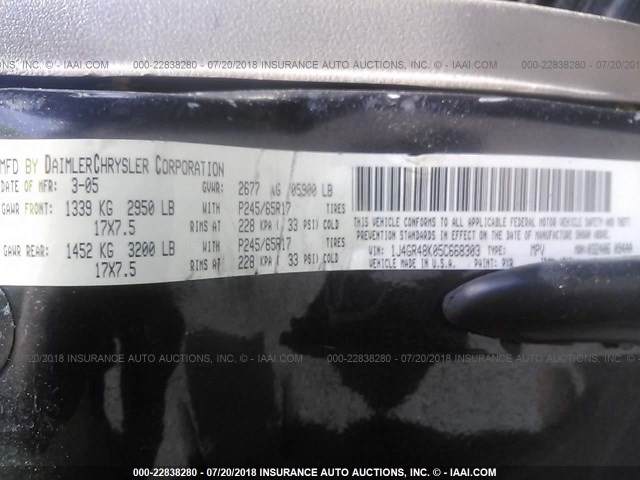 000-22838280 - 07/20/2018 INSURANCE AUTO AUCTIONS, INC. - © IAAI.COM
MFD BY DAIMLERCHRYSLER CORPORATION
DATE OF MFR: 3-05 GVWR: 2677 KG /05900 LB
GAWR FRONT: 1339 KG 2950 LB WITH P245/65R17 TIRES
17X7.5 RIMS AT 228 KPA ( 33 PSI) COLD
GAWR REAR: 1452 KG 3200 LB WITH P245/65R17 TIRES
17X7.5 RIMS AT 228 KPA ( 33 PSI) COLD
THIS VEHICLE CONFORMS TO ALL APPLICABLE FEDERAL MOTOR VEHICLE SAFETY AND THEFT
PREVENTION STANDARDS IN EFFECT ON THE DATE OF MANUFACTURE SHOWN ABOVE.
VIN: 1J4GR48K05C668303 TYPE: MPV
VEHICLE MADE IN U.S.A. PAINT: PXR
000-22838280 - 07/20/2018 INSURANCE AUTO AUCTIONS, INC. - © IAAI.COM
000-22838280 - 07/20/2018 INSURANCE AUTO AUCTIONS, INC. - © IAAI.COM
000-22838280 - 07/20/2018 INSURANCE AUTO AUCTIONS, INC. - © IAAI.COM